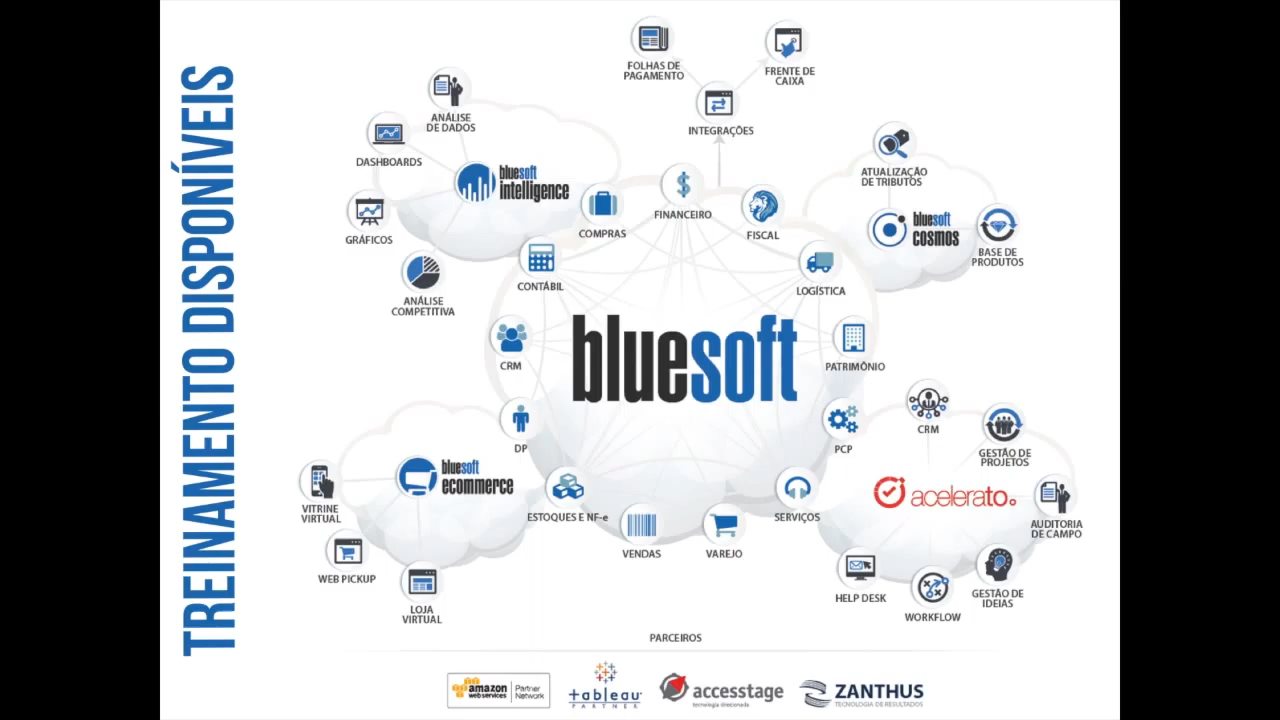 TREINAMENTO DISPONÍVEIS
FOLHAS DE
PAGAMENTO
FRENTE DE
CAIXA
INTEGRAÇÕES
ANÁLISE
DE DADOS
DASHBOARDS
bluesoft
intelligence
GRÁFICOS
ANÁLISE
COMPETITIVA
COMPRAS
FINANCEIRO
FISCAL
ATUALIZAÇÃO
DE TRIBUTOS
bluesoft
cosmos
BASE DE
PRODUTOS
CONTÁBIL
LOGÍSTICA
bluesoft
CRM
PATRIMÔNIO
DP
PCP
CRM
GESTÃO DE
PROJETOS
bluesoft
ecommerce
acelerato
VITRINE
VIRTUAL
ESTOQUES E NF-e
SERVIÇOS
AUDITORIA
DE CAMPO
VENDAS
VAREJO
WEB PICKUP
LOJA
VIRTUAL
HELP DESK
WORKFLOW
GESTÃO DE
IDEIAS
PARCEIROS
amazon
web services
Partner
Network
tableau
PARTNER
accesstage
tecnologia direcionada
ZANTHUS
TECNOLOGIA DE RESULTADOS